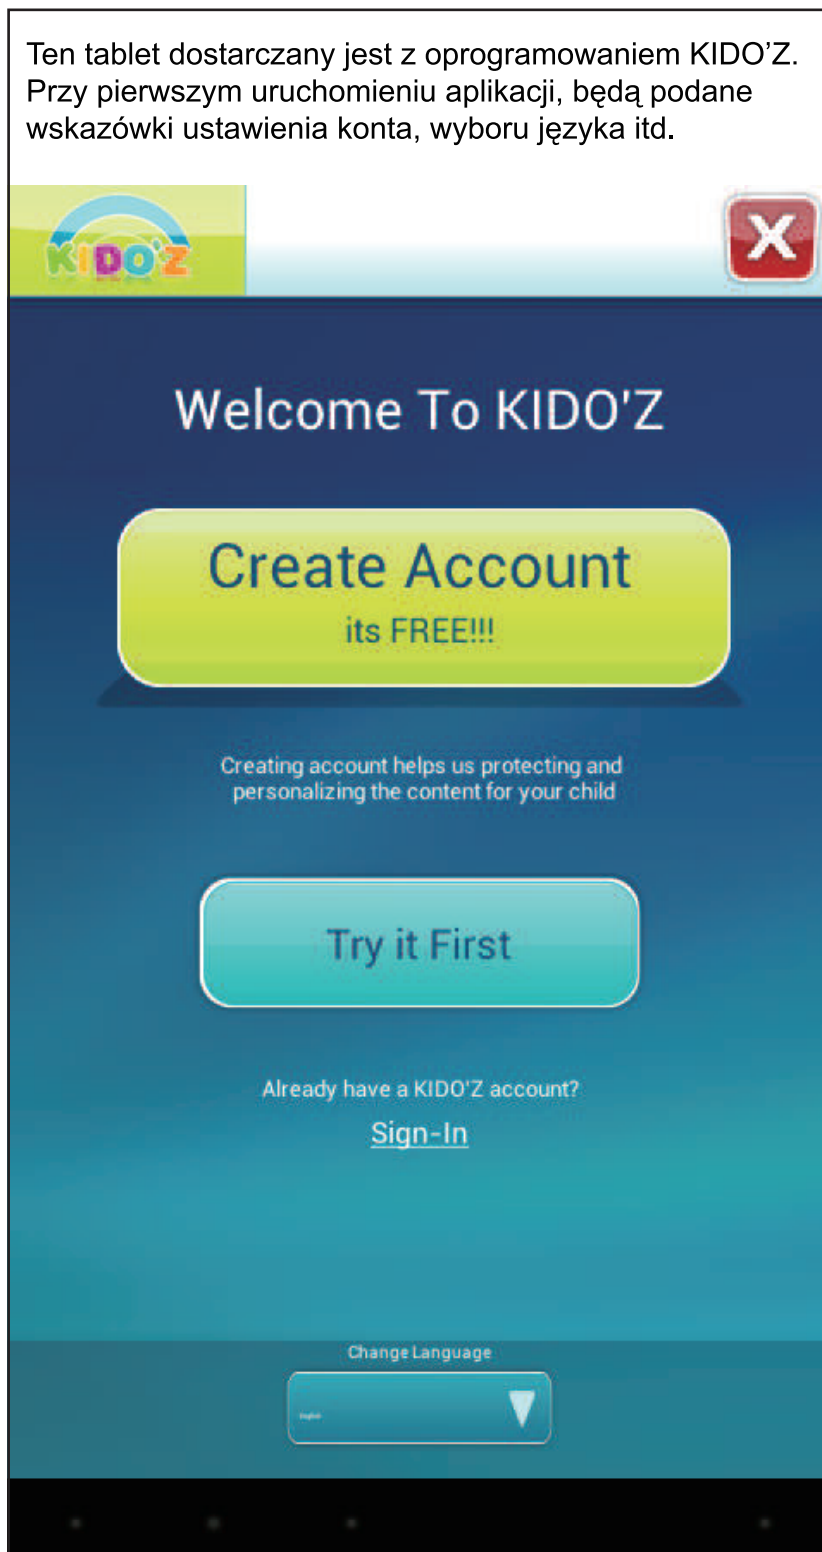 Ten tablet dostarczany jest z oprogramowaniem KIDO’Z.
Przy pierwszym uruchomieniu aplikacji, będą podane
wskazówki ustawienia konta, wyboru języka itd.
KIDO'Z
X
Welcome To KIDO'Z
Create Account
its FREE!!!
Creating account helps us protecting and
personalizing the content for your child
Try it First
Already have a KIDO'Z account?
Sign-In
Change Language
English